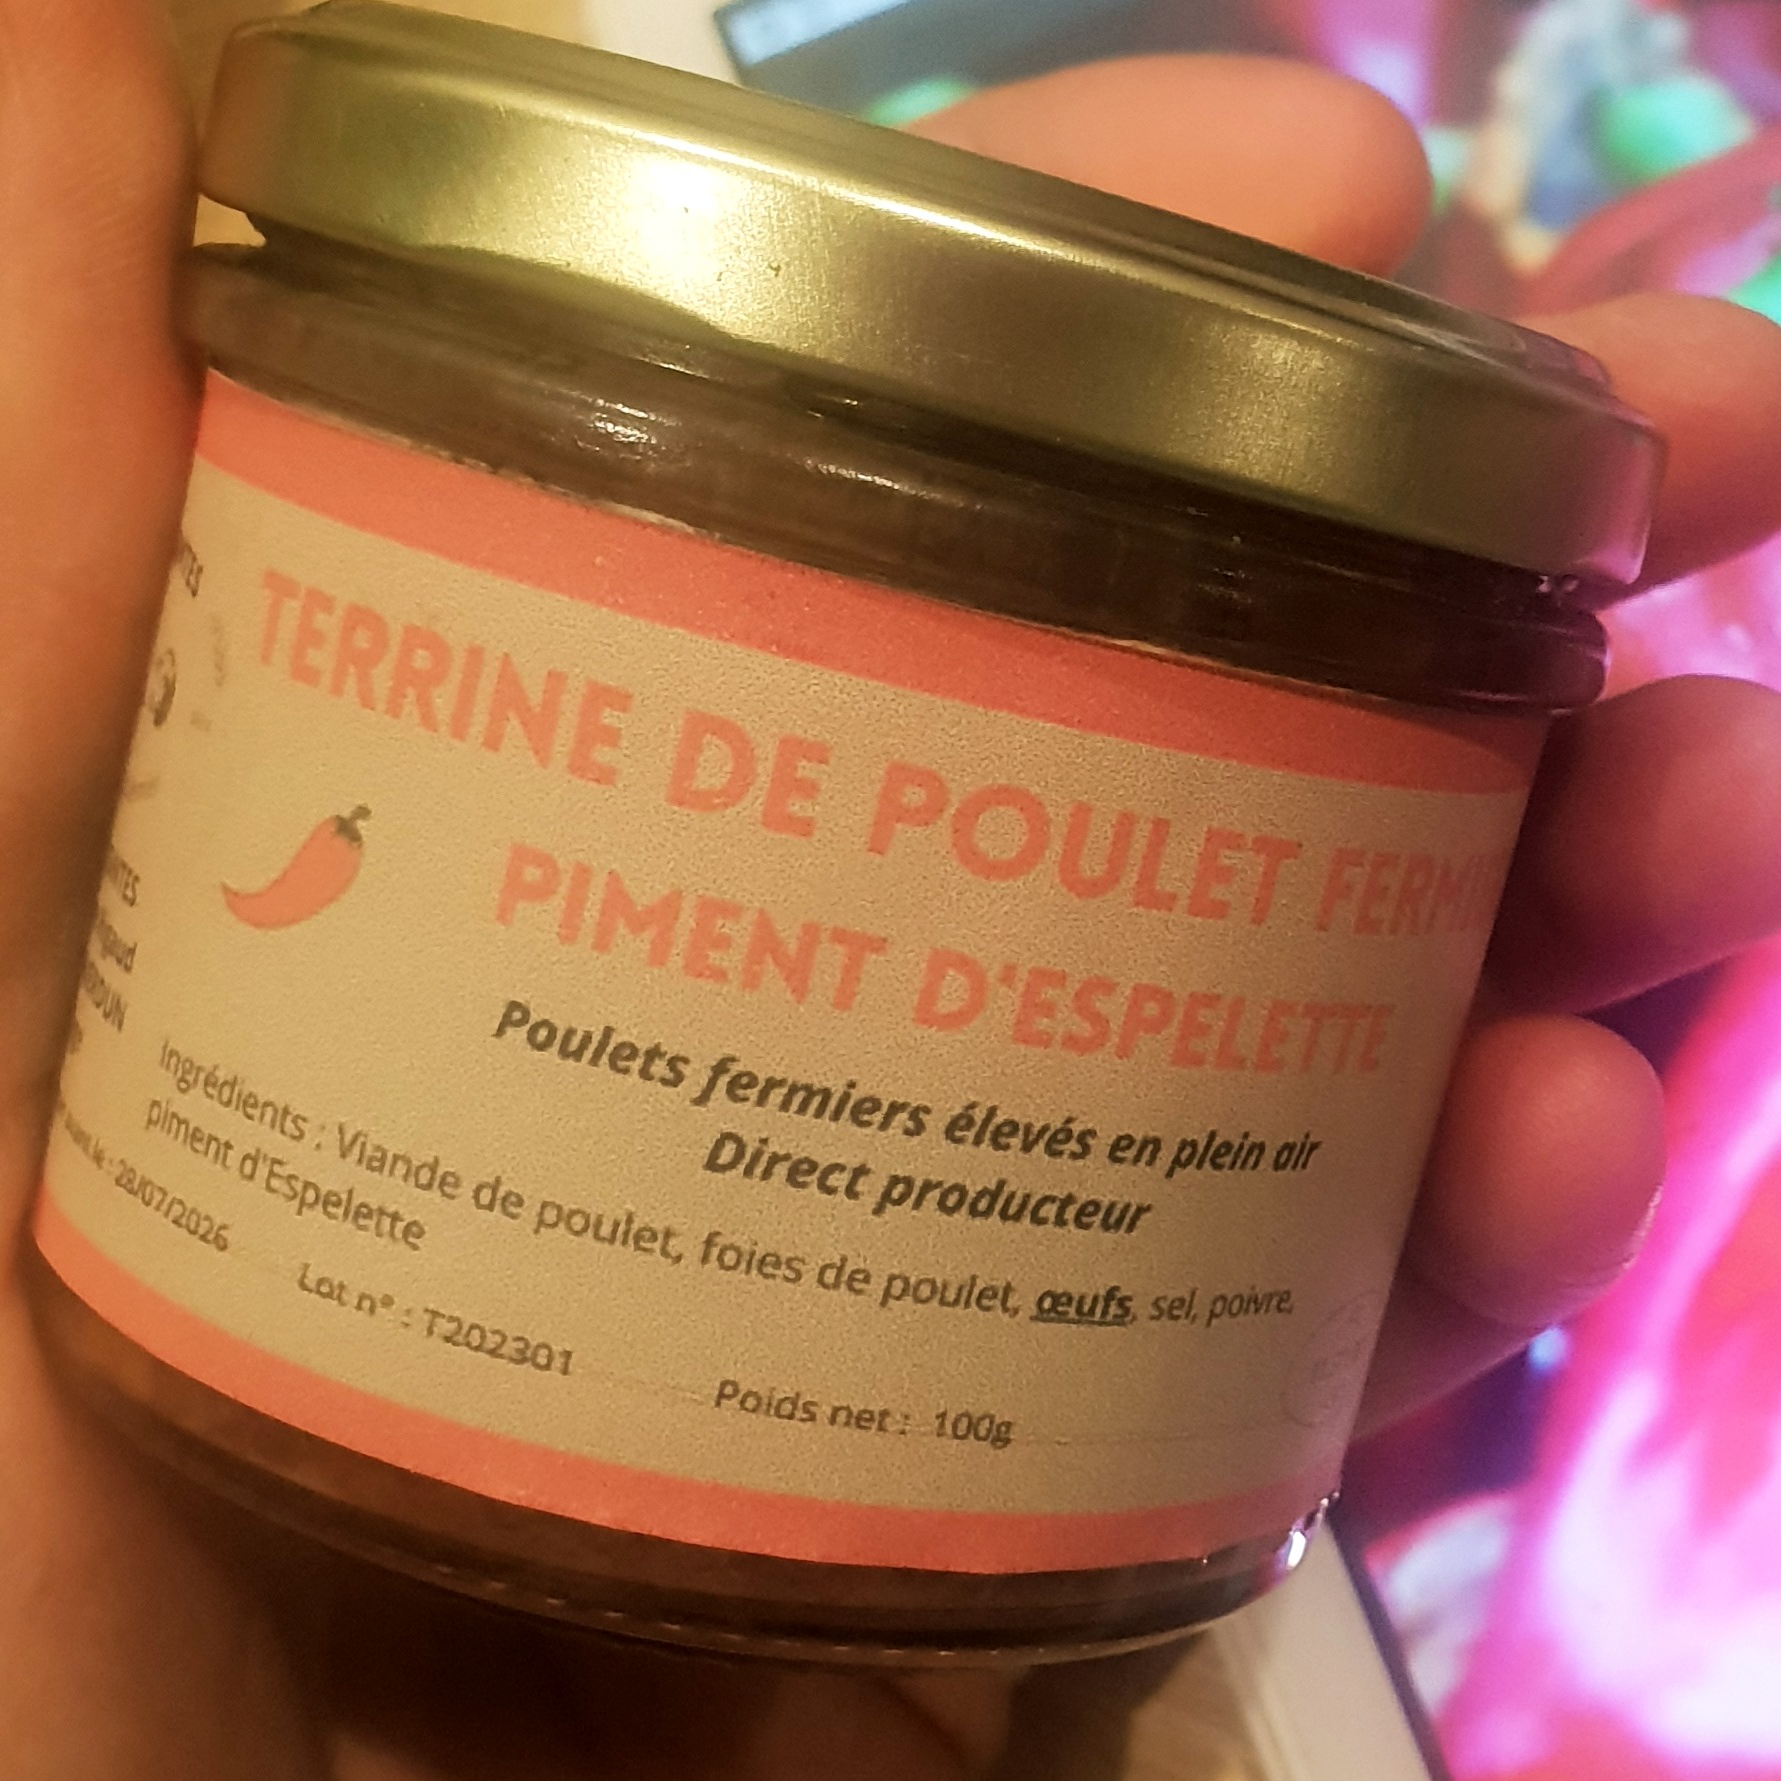 TERRINE DE POULET
PIMENT D'ESPELETTE
Poulets fermiers élevés en plein air
Direct producteur
Ingrédients : Viande de poulet, foies de poulet, œufs, sel, poivre,
piment d'Espelette
le : 28/07/2026
Lot n° : T202301
Poids net : 100g